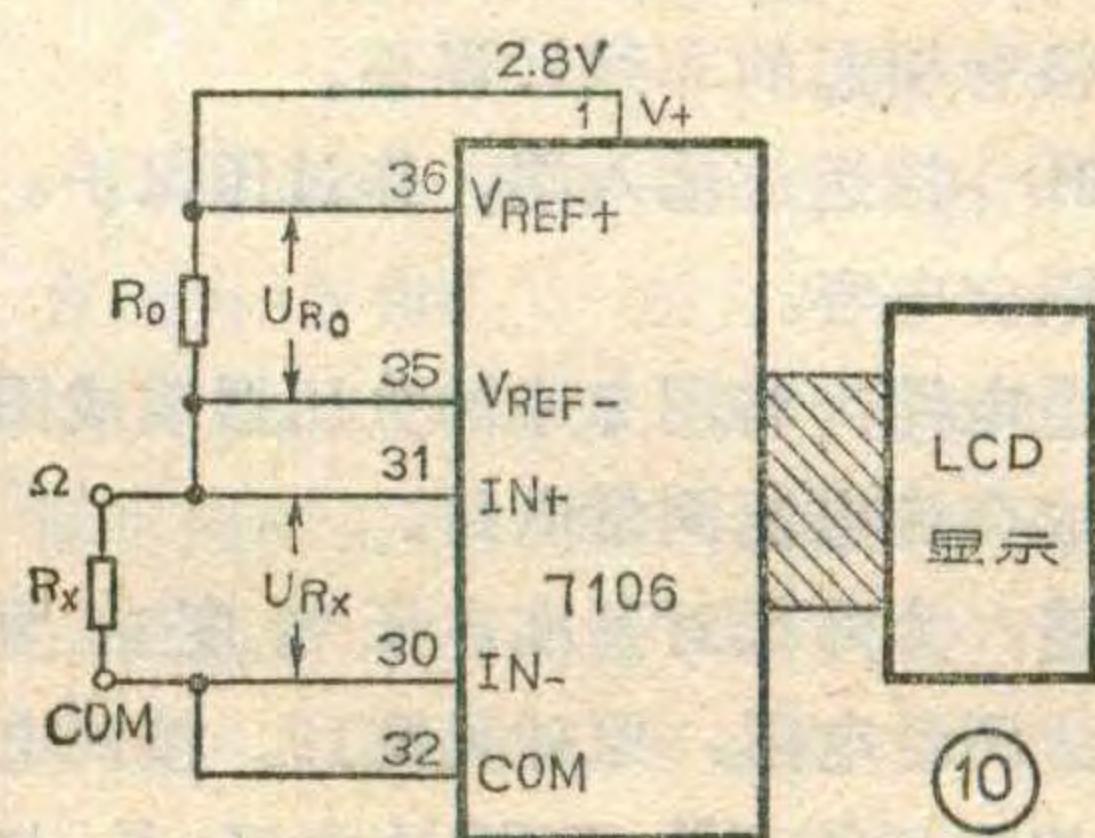 2.8V
1 V+
36 VREF+
R0 UR0
35 VREF-
31 IN+
Ω
Rx URx
7106
30 IN-
COM
32 COM
LCD
显示
10